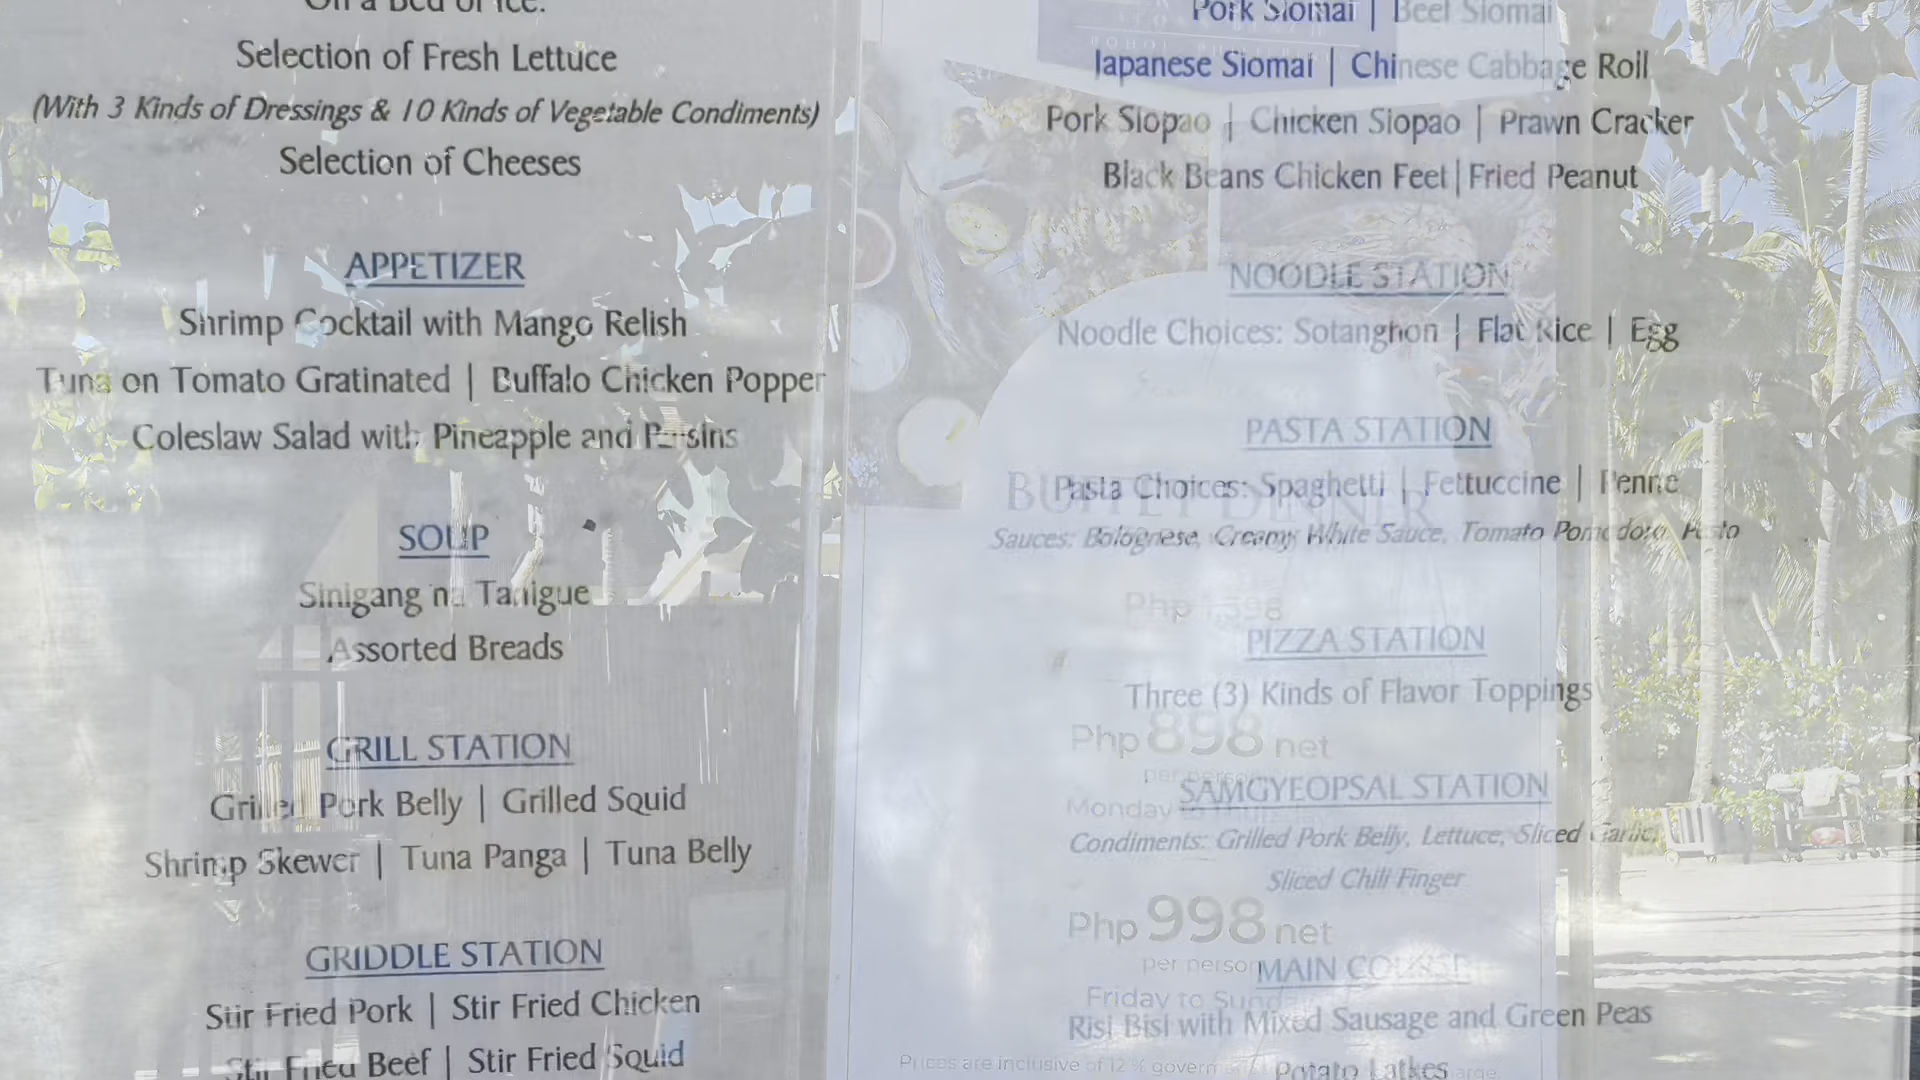 On a Bed of Ice.
Selection of Fresh Lettuce
(With 3 Kinds of Dressings & 10 Kinds of Vegetable Condiments)
Selection of Cheeses
APPETIZER
Shrimp Cocktail with Mango Relish
Tuna on Tomato Gratinated | Buffalo Chicken Popper
Coleslaw Salad with Pineapple and Raisins
SOUP
Sinigang na Tanigue
Assorted Breads
GRILL STATION
Grilled Pork Belly | Grilled Squid
Shrimp Skewer | Tuna Panga | Tuna Belly
GRIDDLE STATION
Stir Fried Pork | Stir Fried Chicken
Stir Fried Beef | Stir Fried Squid
Pork Siomai | Beef Siomai
Japanese Siomai | Chinese Cabbage Roll
Pork Siopao | Chicken Siopao | Prawn Cracker
Black Beans Chicken Feet | Fried Peanut
NOODLE STATION
Noodle Choices: Sotanghon | Flat Rice | Egg
PASTA STATION
Pasta Choices: Spaghetti | Fettuccine | Penne
Sauces: Bolognese, Creamy White Sauce, Tomato Pomodoro, Pesto
PIZZA STATION
Three (3) Kinds of Flavor Toppings
SAMGYEOPSAL STATION
Condiments: Grilled Pork Belly, Lettuce, Sliced Garlic,
Sliced Chili Finger
MAIN COURSE
Risi Bisi with Mixed Sausage and Green Peas
Potato Latkes
BUFFET DINNER
Php 1,398
Php 898 net
per person
Monday to Thursday
Php 998 net
per person
Friday to Sunday
Prices are inclusive of 12% govern